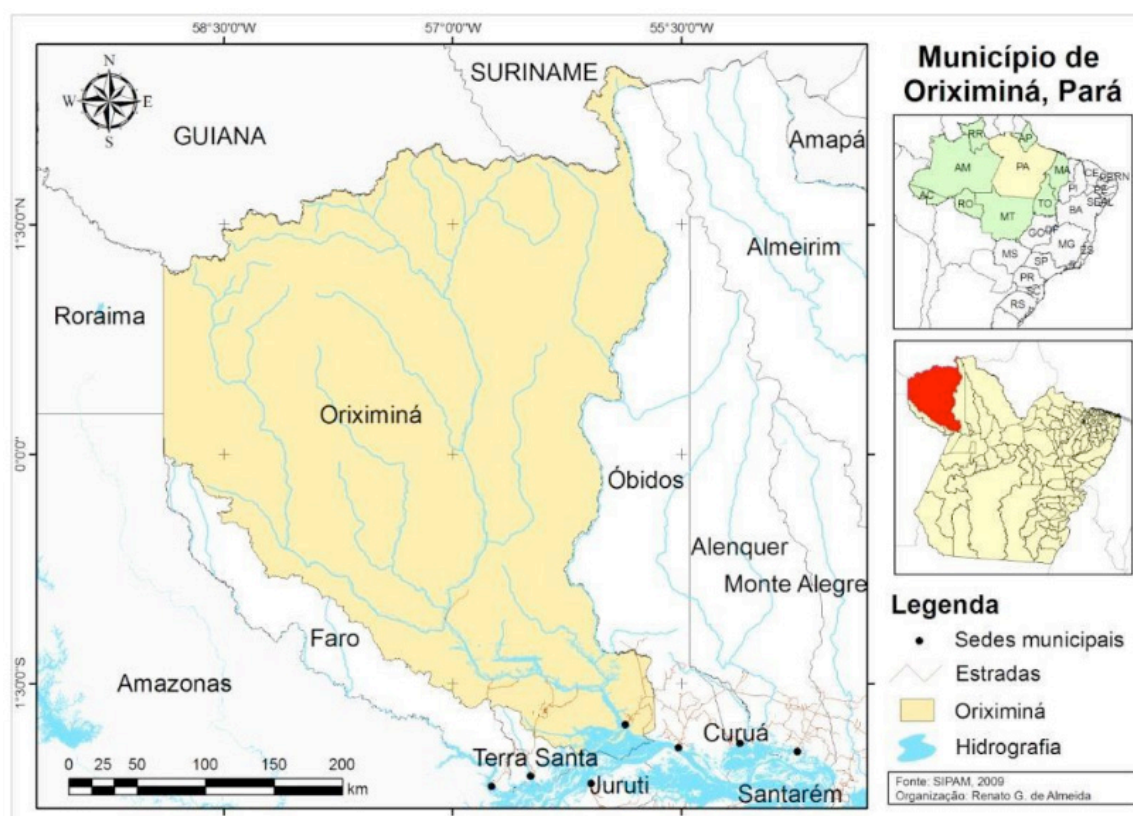 Município de
Oriximiná, Pará
58°30'0"W
57°0'0"W
55°30'0"W
N
W
E
S
SURINAME
GUIANA
Amapá
1°30'0"N
Almeirim
Roraima
Oriximiná
0°0'0"
Óbidos
Alenquer
Monte Alegre
Faro
Amazonas
1°30'0"S
Curuá
Terra Santa
Juruti
Santarém
0 25 50 100 150 200
km
RR
AP
AM
PA
MA
CE
RN
PI
PE
AC
RO
TO
SE
AL
MT
BA
DF
GO
MG
ES
MS
SP
PR
SC
RS
Legenda
Sedes municipais
Estradas
Oriximiná
Hidrografia
Fonte: SIPAM, 2009
Organização: Renato G. de Almeida